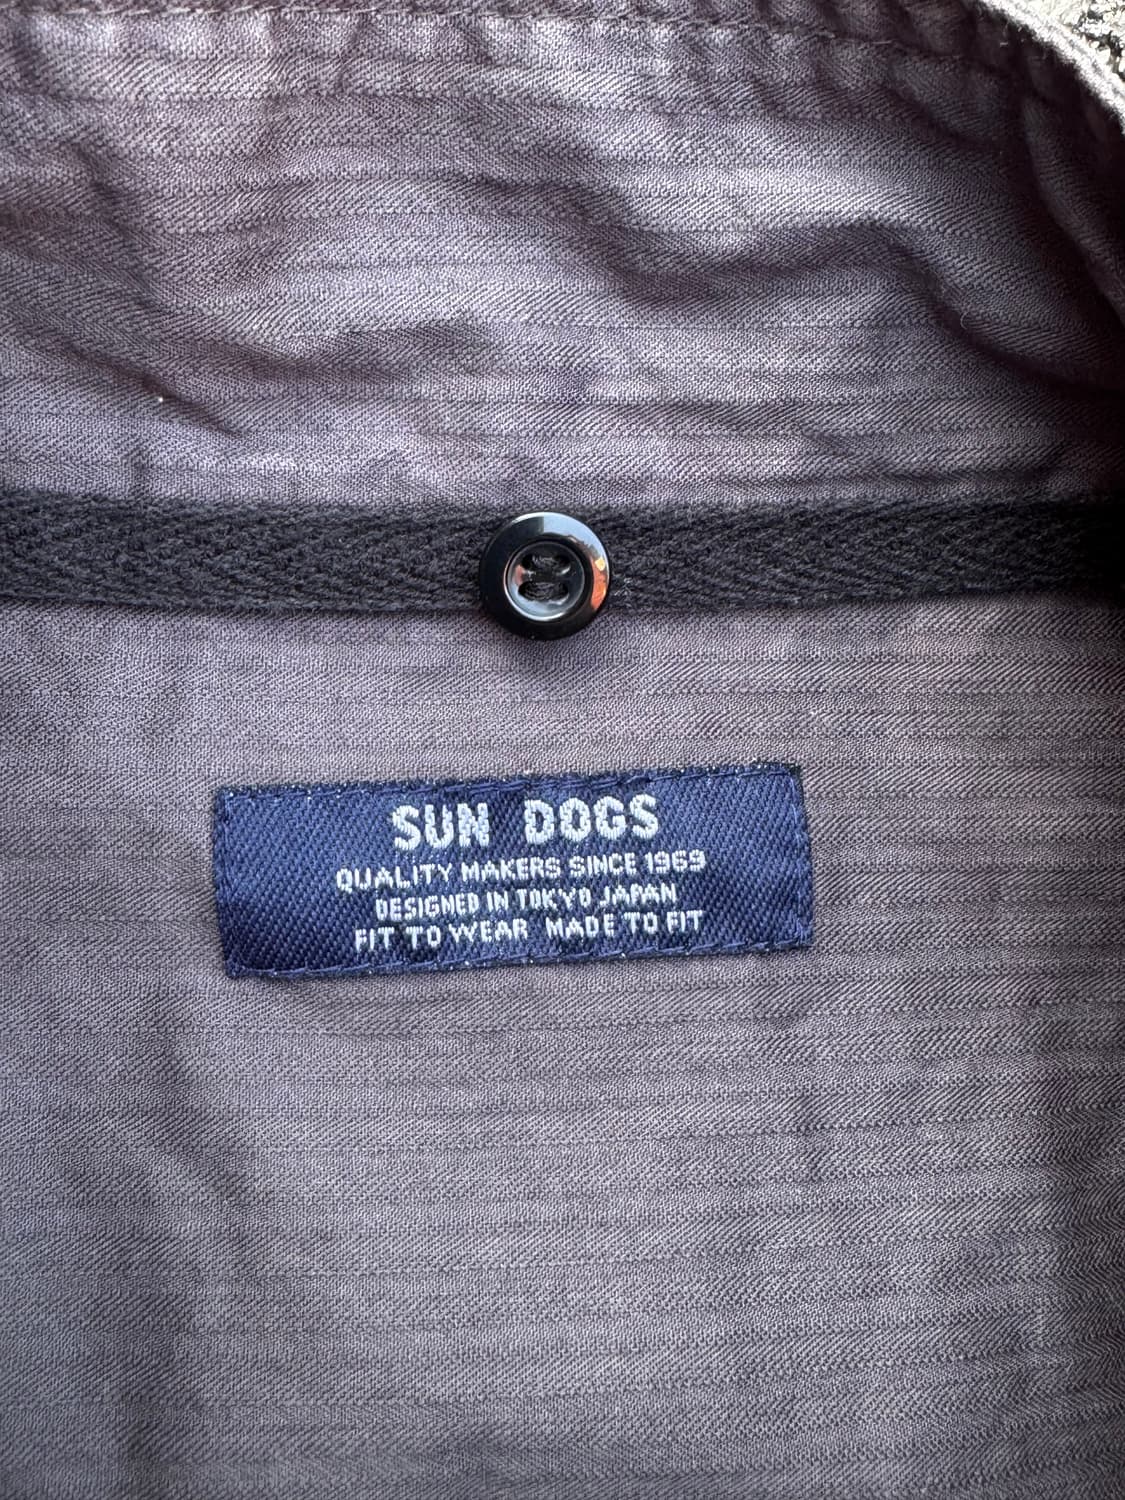 SUN DOGS
QUALITY MAKERS SINCE 1969
DESIGNED IN TOKYO JAPAN
FIT TO WEAR MADE TO FIT